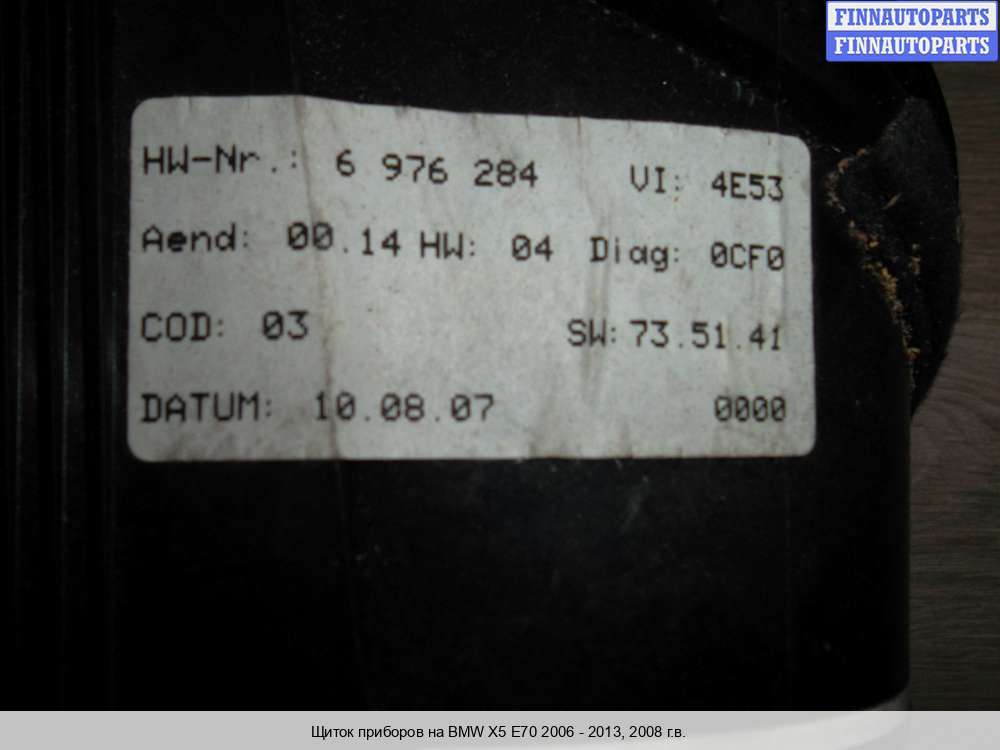 FINNAUTOPARTS
FINNAUTOPARTS
HW-Nr.: 6 976 284 VI: 4E53
Aend: 00.14 HW: 04 Diag: 0CF0
COD: 03 SW: 73.51.41
DATUM: 10.08.07 0000
Щиток приборов на BMW X5 E70 2006 - 2013, 2008 г.в.